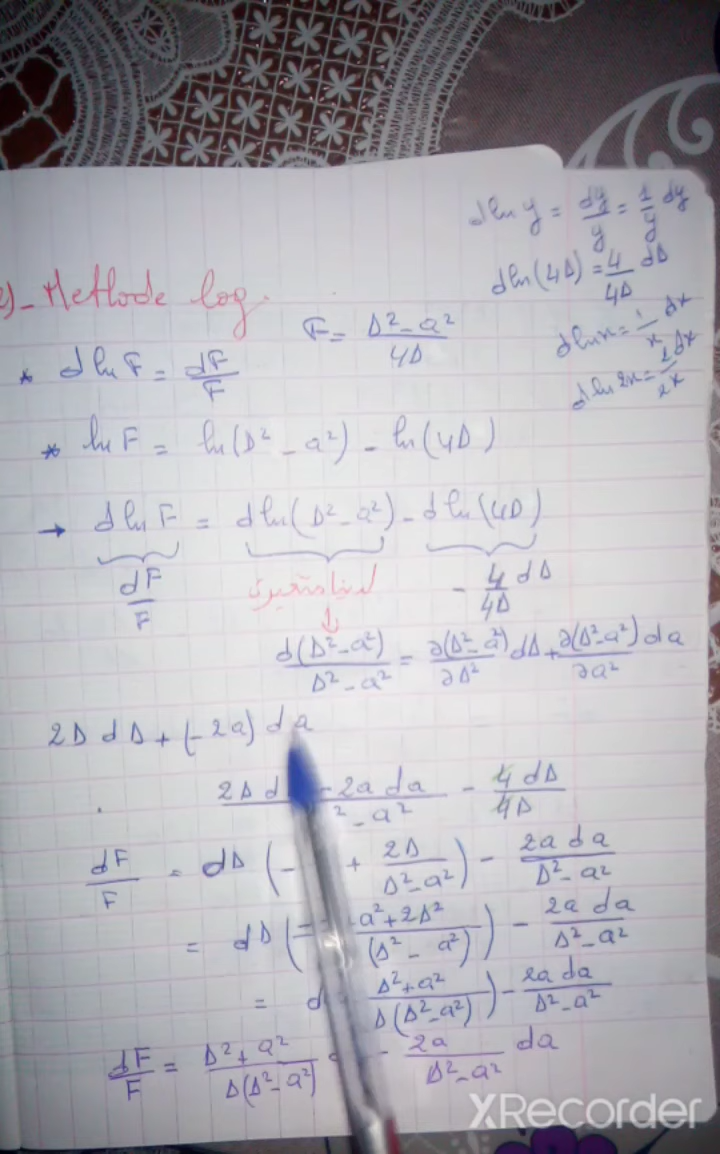 d ln y = dy/y = 1/y dy
d ln(4Δ) = 4/4Δ dΔ
2)_ Methode log.
F = Δ² - a² / 4Δ
d ln x = 1/x dx
d ln 2x = 2/2x dx
* d ln F = dF/F
* ln F = ln(Δ² - a²) - ln(4Δ)
→ d ln F = d ln(Δ² - a²) - d ln(4Δ)
dF/F
- 4/4Δ dΔ
d(Δ² - a²)/Δ² - a² = ∂(Δ² - a²)/∂Δ² dΔ + ∂(Δ² - a²)/∂a² da
2Δ dΔ + (-2a) da
2Δ d - 2a da / ² - a² - 4 dΔ/4Δ
dF/F = dΔ (- + 2Δ/Δ² - a²) - 2a da/Δ² - a²
= dΔ ( a² + 2Δ² / (Δ² - a²)) - 2a da/Δ² - a²
= d Δ² + a² / Δ(Δ² - a²) - 2a da/Δ² - a²
dF/F = Δ² + a² / Δ(Δ² - a²) - 2a/Δ² - a² da
XRecorder